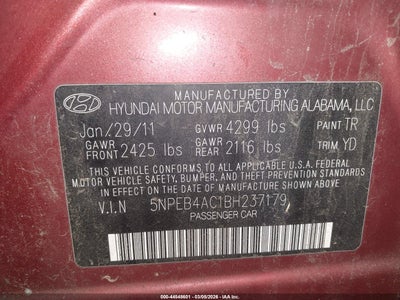 MFD. BY
HYUNDAI MOTOR MANUFACTURING ALABAMA, LLC
Jan/29/11 GVWR 4299 lbs PAINT TR
GAWR FRONT 2425 lbs GAWR REAR 2116 lbs TRIM YD
THIS VEHICLE CONFORMS TO ALL APPLICABLE U.S.A. FEDERAL
MOTOR VEHICLE SAFETY, BUMPER, AND THEFT PREVENTION
STANDARDS IN EFFECT ON THE DATE OF MANUFACTURE SHOWN ABOVE.
V.I.N 5NPEB4AC1BH237179
PASSENGER CAR
000-44548601 - 03/05/2026 - IAA Inc.